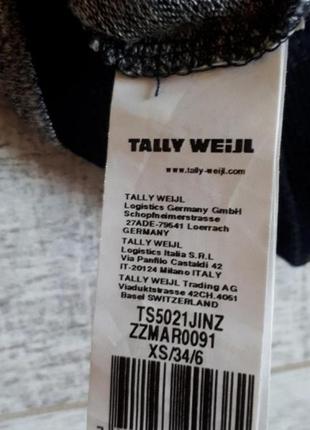 TALLY WEiJL
www.tally-weijl.com
TALLY WEIJL
Logistics Germany GmbH
Schopfheimerstrasse
27ADE-79541 Loerrach
GERMANY
TALLY WEIJL
Logistics Italia S.R.L
Via Panfilo Castaldi 42
IT-20124 Milano ITALY
TALLY WEIJL Trading AG
Viaduktstrasse 42CH.4051
Basel SWITZERLAND
TS5021JINZ
ZZMAR0091
XS/34/6